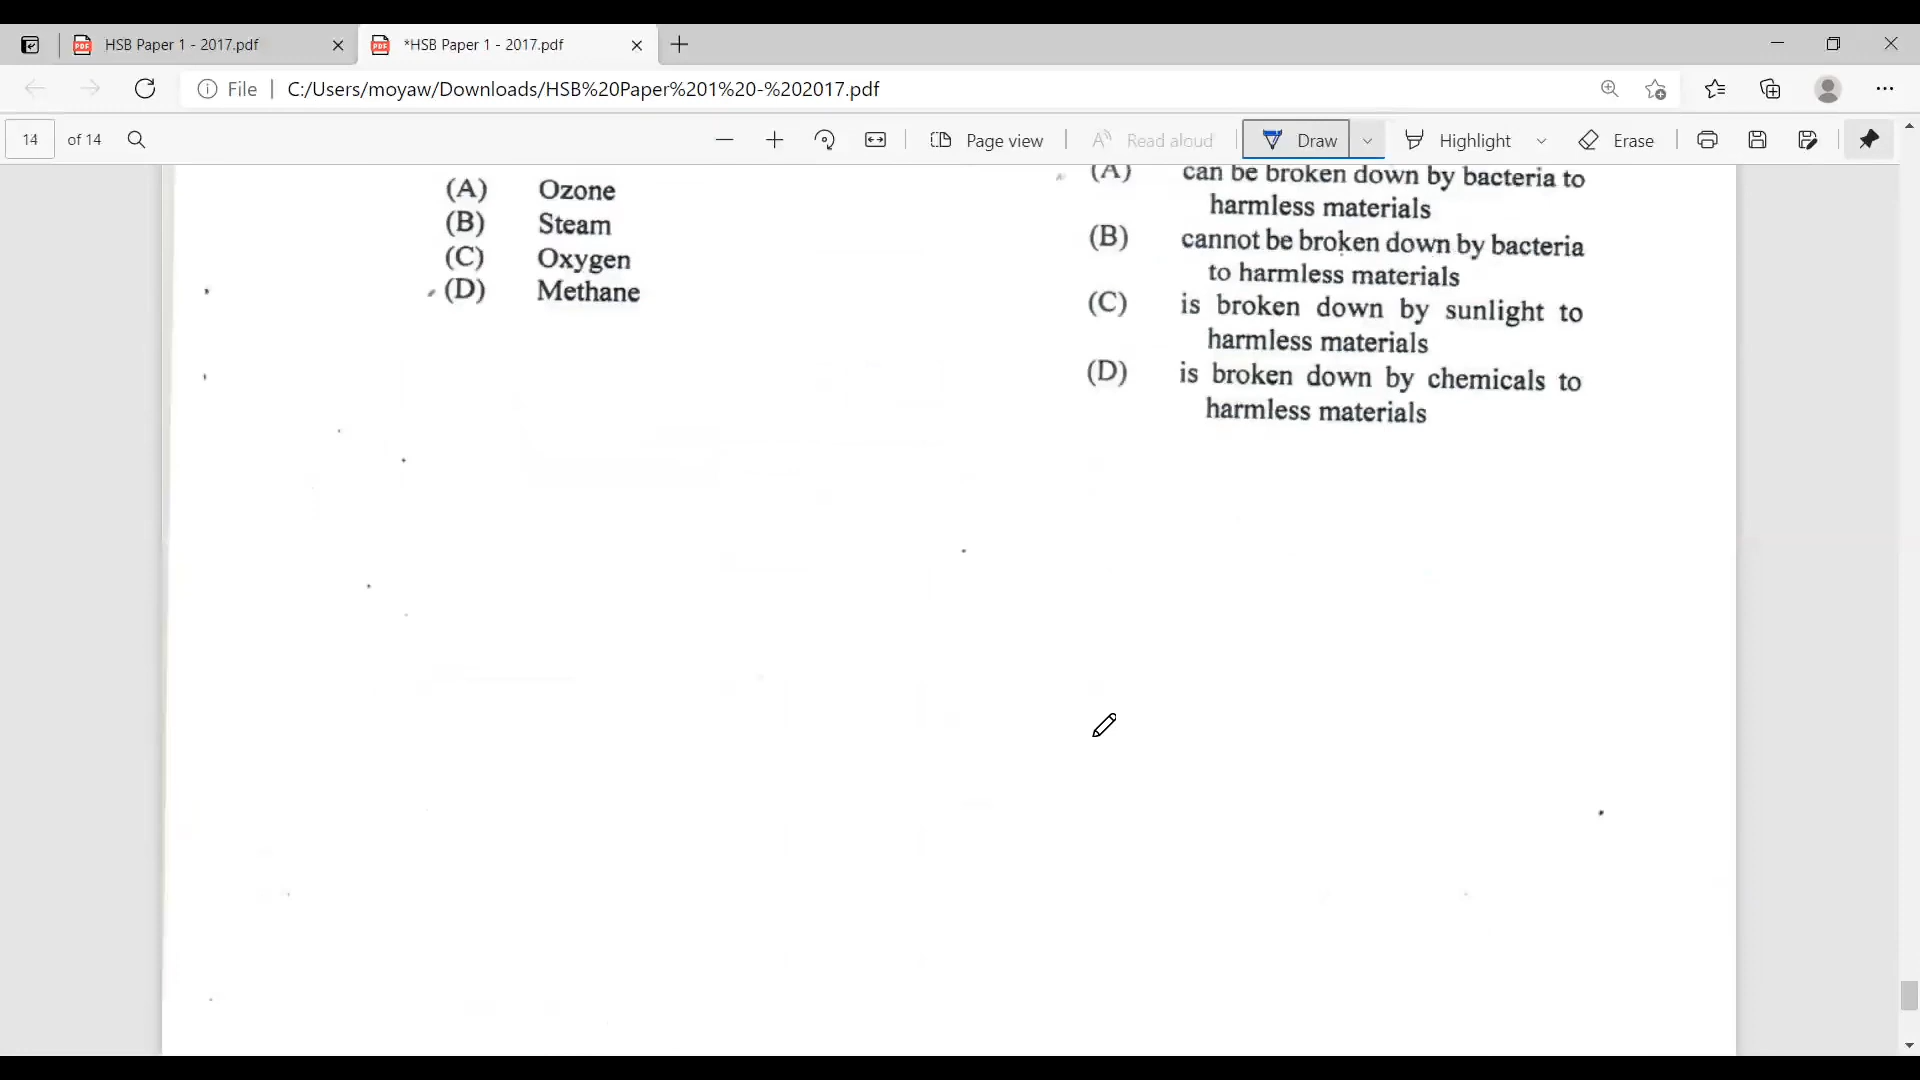 HSB Paper 1 - 2017.pdf
*HSB Paper 1 - 2017.pdf
File
C:/Users/moyaw/Downloads/HSB%20Paper%201%20-%202017.pdf
14 of 14
Page view
Read aloud
Draw
Highlight
Erase
(A) Ozone
(B) Steam
(C) Oxygen
(D) Methane
(A) can be broken down by bacteria to
harmless materials
(B) cannot be broken down by bacteria
to harmless materials
(C) is broken down by sunlight to
harmless materials
(D) is broken down by chemicals to
harmless materials